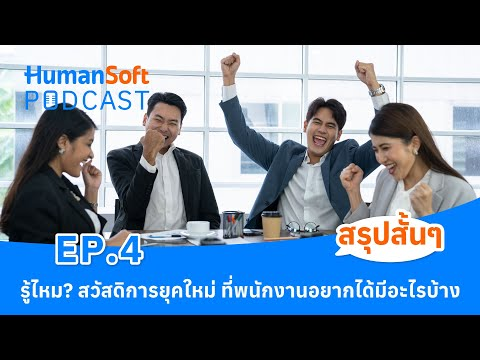 HumanSoft
PODCAST
สรุปสั้นๆ
EP.4
รู้ไหม? สวัสดิการยุคใหม่ ที่พนักงานอยากได้มีอะไรบ้าง